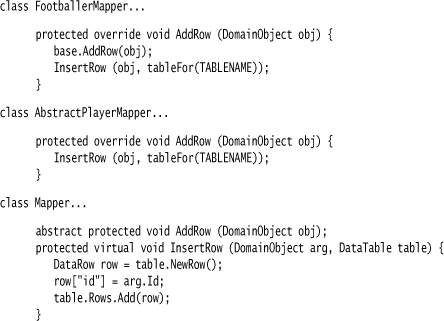 class FootballerMapper...
protected override void AddRow (DomainObject obj) {
base.AddRow(obj);
InsertRow (obj, tableFor(TABLENAME));
}
class AbstractPlayerMapper...
protected override void AddRow (DomainObject obj) {
InsertRow (obj, tableFor(TABLENAME));
}
class Mapper...
abstract protected void AddRow (DomainObject obj);
protected virtual void InsertRow (DomainObject arg, DataTable table) {
DataRow row = table.NewRow();
row["id"] = arg.Id;
table.Rows.Add(row);
}